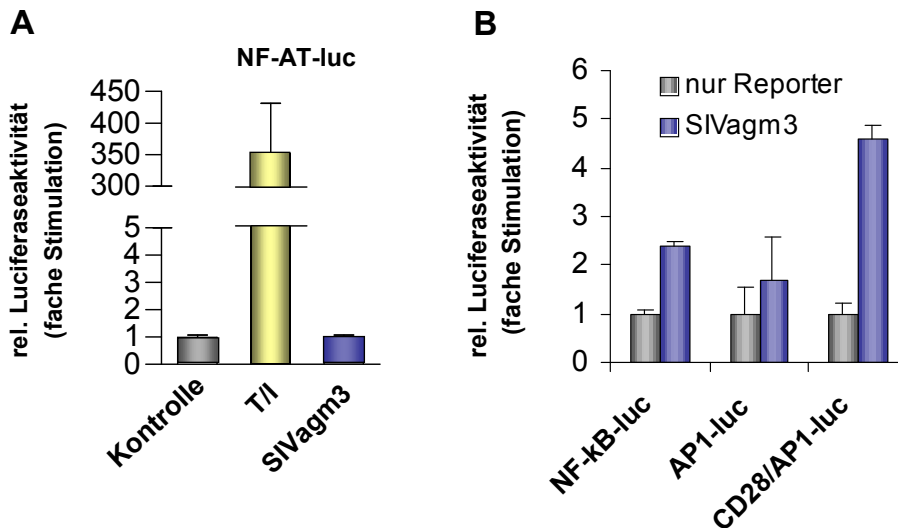 A
NF-AT-luc
rel. Luciferaseaktivität
(fache Stimulation)
450
400
350
300
5
4
3
2
1
0
Kontrolle
T/I
SIVagm3
B
rel. Luciferaseaktivität
(fache Stimulation)
6
5
4
3
2
1
0
nur Reporter
SIVagm3
NF-kB-luc
AP1-luc
CD28/AP1-luc